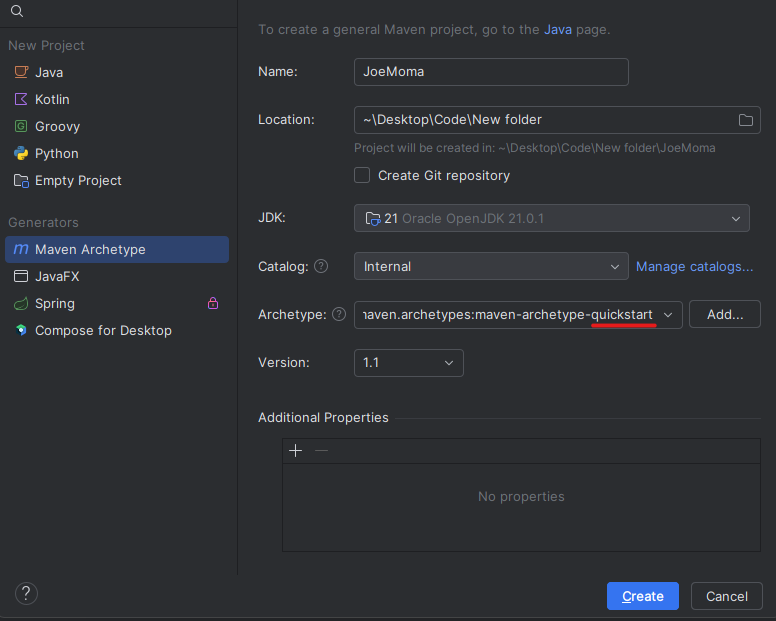 To create a general Maven project, go to the Java page.
New Project
Java
Kotlin
Groovy
Python
Empty Project
Generators
Maven Archetype
JavaFX
Spring
Compose for Desktop
Name:
JoeMoma
Location:
~\Desktop\Code\New folder
Project will be created in: ~\Desktop\Code\New folder\JoeMoma
Create Git repository
JDK:
21 Oracle OpenJDK 21.0.1
Catalog: ?
Internal
Manage catalogs...
Archetype: ?
maven.archetypes:maven-archetype-quickstart
Add...
Version:
1.1
Additional Properties
No properties
?
Create
Cancel